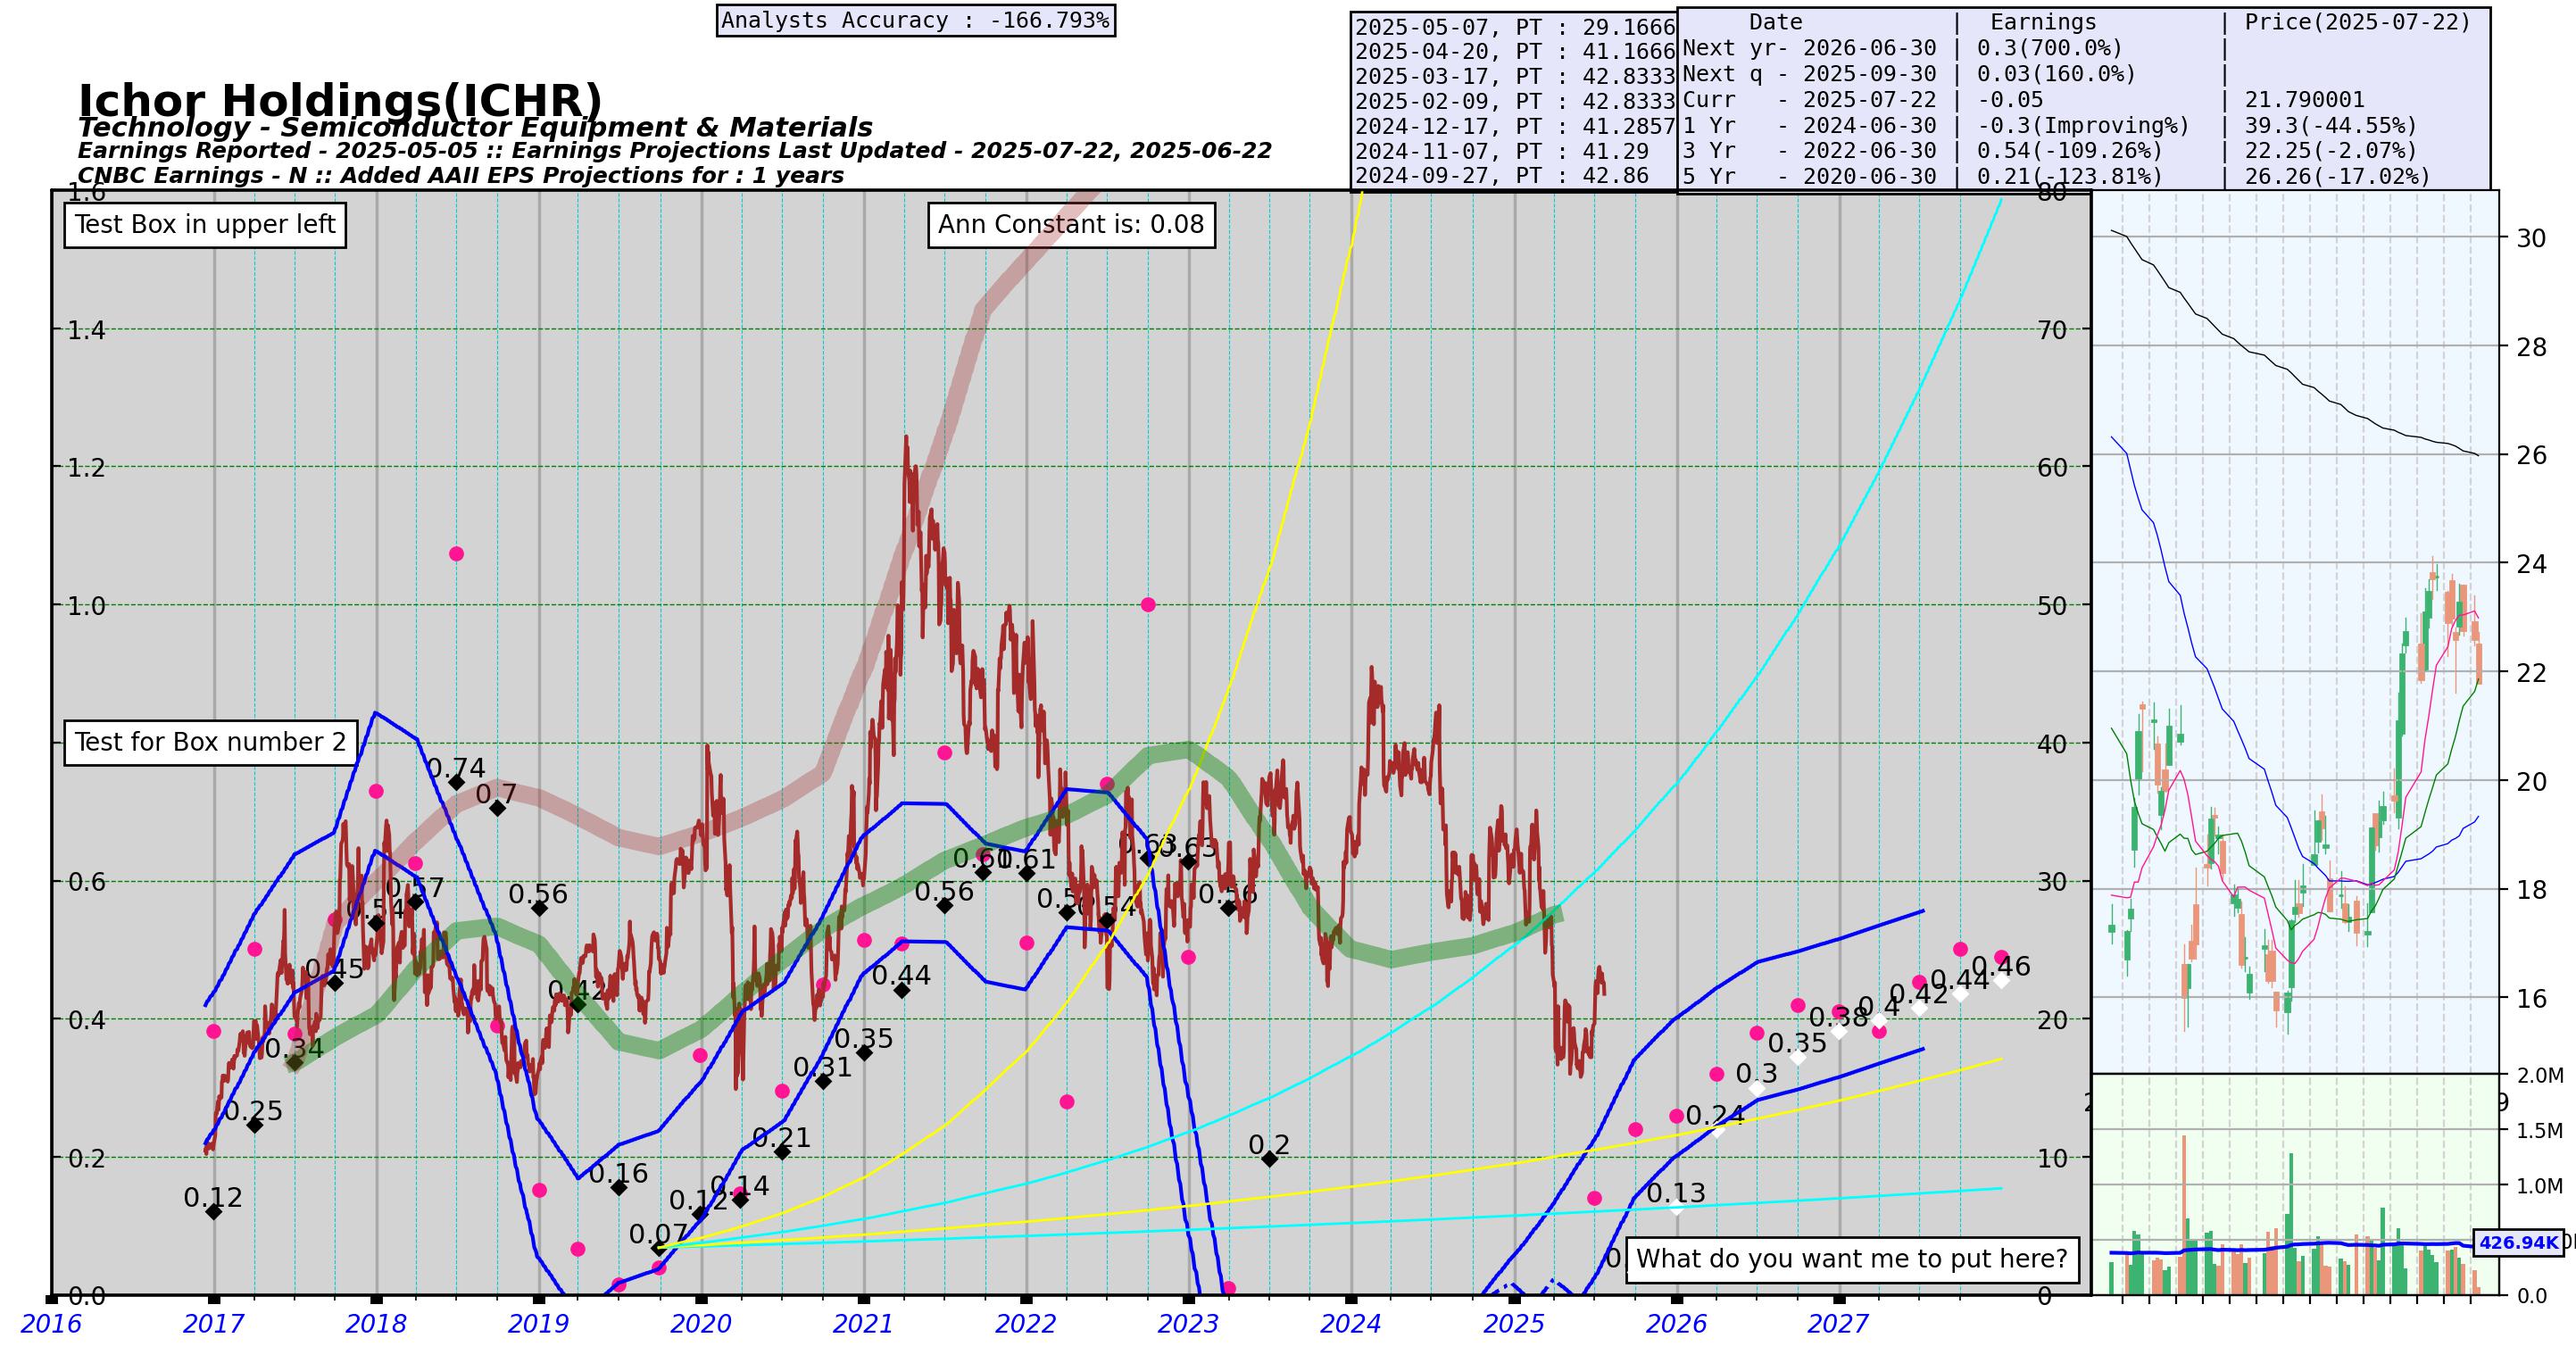 Analysts Accuracy : -166.793%
2025-05-07, PT : 29.1666
2025-04-20, PT : 41.1666
2025-03-17, PT : 42.8333
2025-02-09, PT : 42.8333
2024-12-17, PT : 41.2857
2024-11-07, PT : 41.29
2024-09-27, PT : 42.86
Date | Earnings | Price(2025-07-22)
Next yr- 2026-06-30 | 0.3(700.0%) |
Next q - 2025-09-30 | 0.03(160.0%) |
Curr - 2025-07-22 | -0.05 | 21.790001
1 Yr - 2024-06-30 | -0.3(Improving%) | 39.3(-44.55%)
3 Yr - 2022-06-30 | 0.54(-109.26%) | 22.25(-2.07%)
5 Yr - 2020-06-30 | 0.21(-123.81%) | 26.26(-17.02%)
Ichor Holdings(ICHR)
Technology - Semiconductor Equipment & Materials
Earnings Reported - 2025-05-05 :: Earnings Projections Last Updated - 2025-07-22, 2025-06-22
CNBC Earnings - N :: Added AAII EPS Projections for : 1 years
Test Box in upper left
Ann Constant is: 0.08
Test for Box number 2
What do you want me to put here?
1.6
1.4
1.2
1.0
0.6
0.4
0.2
0.0
80
70
60
50
40
30
20
10
0
0.12
0.25
0.34
0.45
0.54
0.57
0.74
0.7
0.56
0.42
0.16
0.07
0.12
0.14
0.21
0.31
0.35
0.44
0.56
0.61
0.61
0.54
0.63
0.63
0.56
0.2
0.13
0.24
0.3
0.35
0.38
0.4
0.42
0.44
0.46
30
28
26
24
22
20
18
16
2.0M
1.5M
1.0M
0.0
426.94K
2016
2017
2018
2019
2020
2021
2022
2023
2024
2025
2026
2027